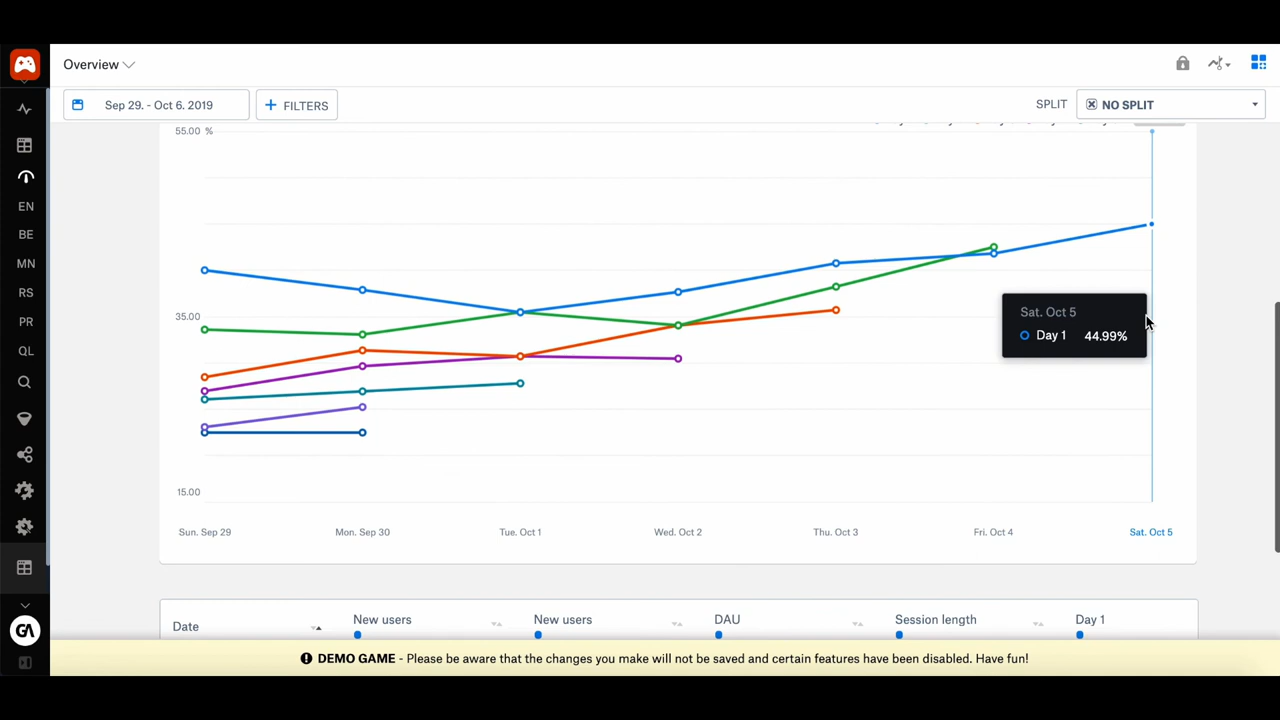 Overview
Sep 29. - Oct 6. 2019
+ FILTERS
SPLIT
NO SPLIT
EN
BE
MN
RS
PR
QL
GA
55.00 %
35.00
15.00
Sat. Oct 5
Day 1 44.99%
Sun. Sep 29 Mon. Sep 30 Tue. Oct 1 Wed. Oct 2 Thu. Oct 3 Fri. Oct 4 Sat. Oct 5
Date New users New users DAU Session length Day 1
DEMO GAME - Please be aware that the changes you make will not be saved and certain features have been disabled. Have fun!